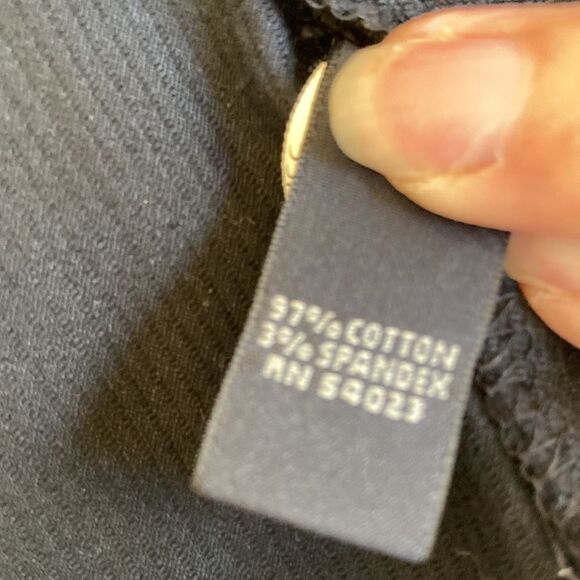 97% COTTON
3% SPANDEX
RN 54023